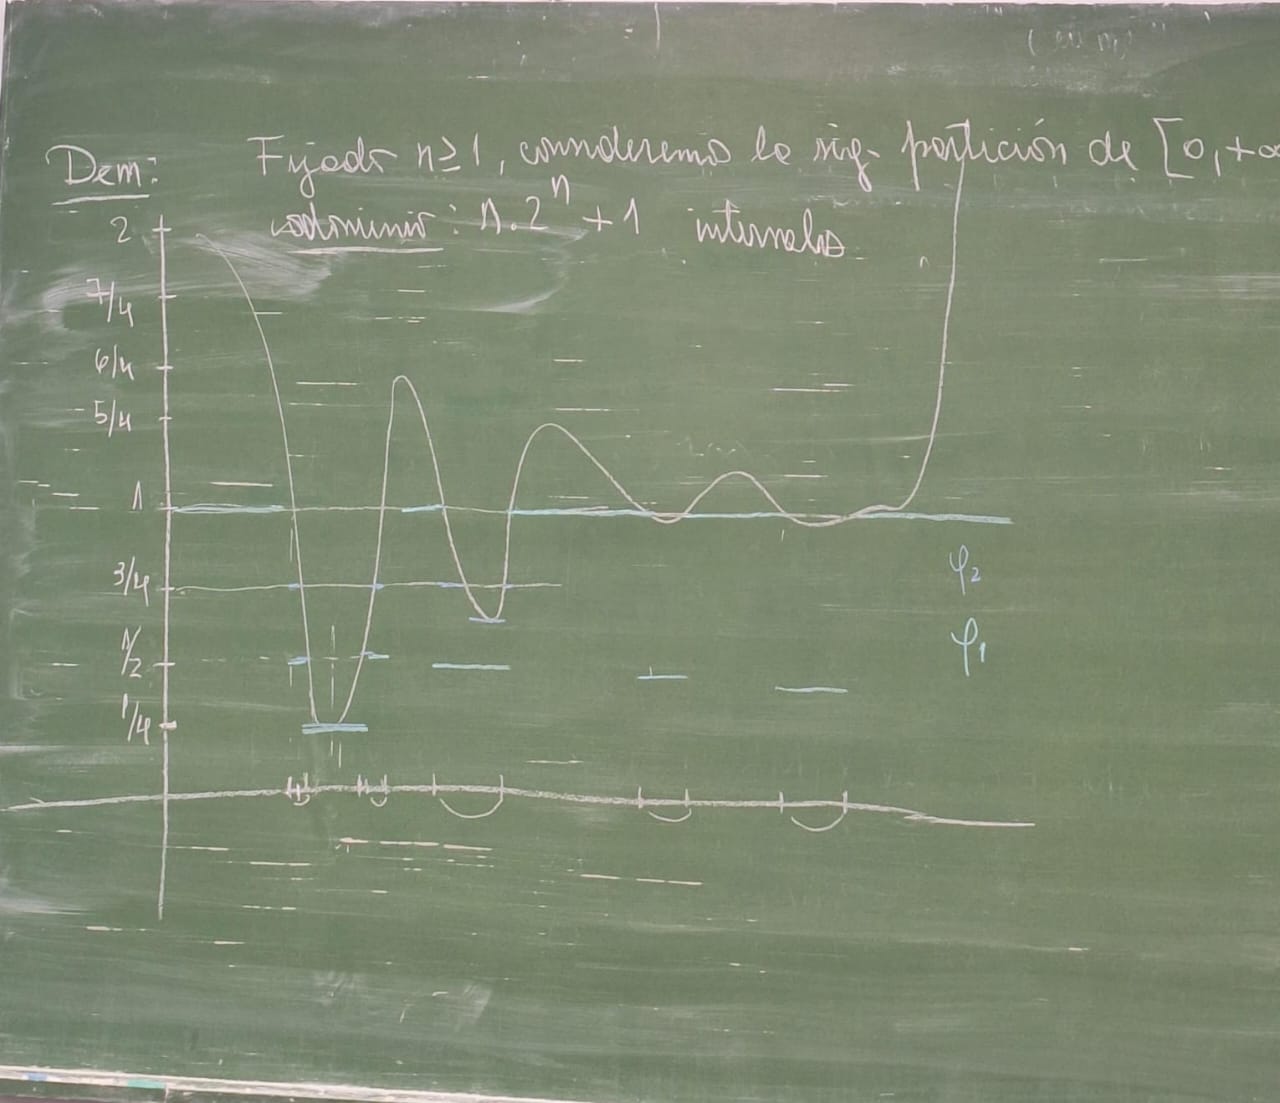 Dem: Fijado n≥1, consideremos la sig. partición de [0,+∞
codominio: n.2^n + 1 intervalos
2
7/4
6/4
5/4
1
3/4
φ₂
1/2
φ₁
1/4